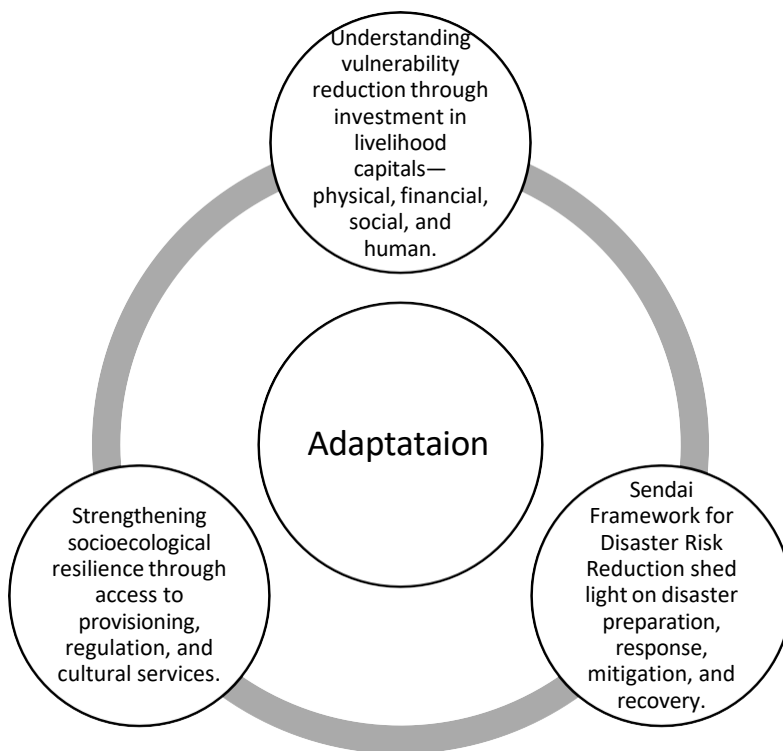 Understanding
vulnerability
reduction through
investment in
livelihood
capitals—
physical, financial,
social, and
human.
Adaptataion
Strengthening
socioecological
resilience through
access to
provisioning,
regulation, and
cultural services.
Sendai
Framework for
Disaster Risk
Reduction shed
light on disaster
preparation,
response,
mitigation, and
recovery.